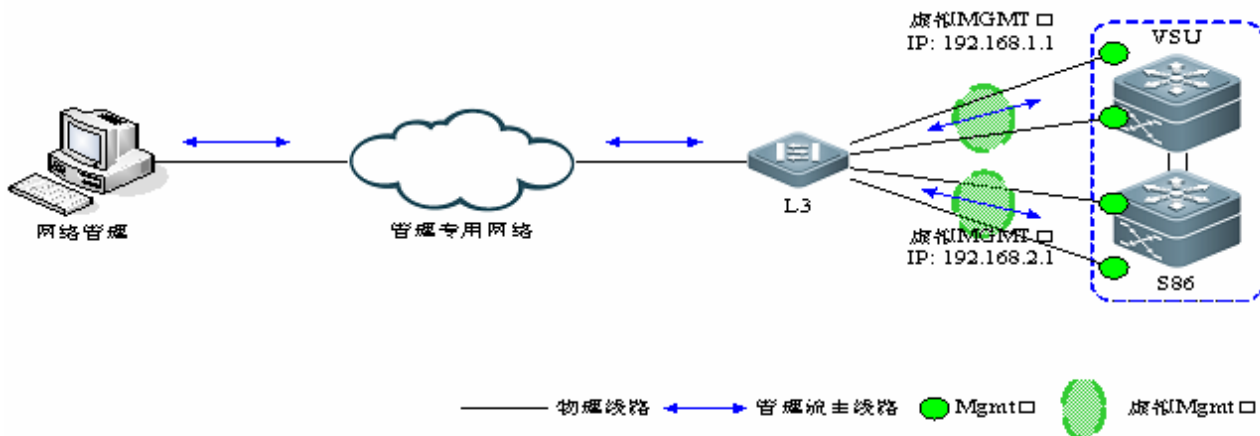 虚拟MGMT 口
IP: 192.168.1.1
VSU
L3
网络管理
管理专用网络
虚拟MGMT 口
IP: 192.168.2.1
S86
物理线路
管理流主线路
Mgmt口
虚拟Mgmt口